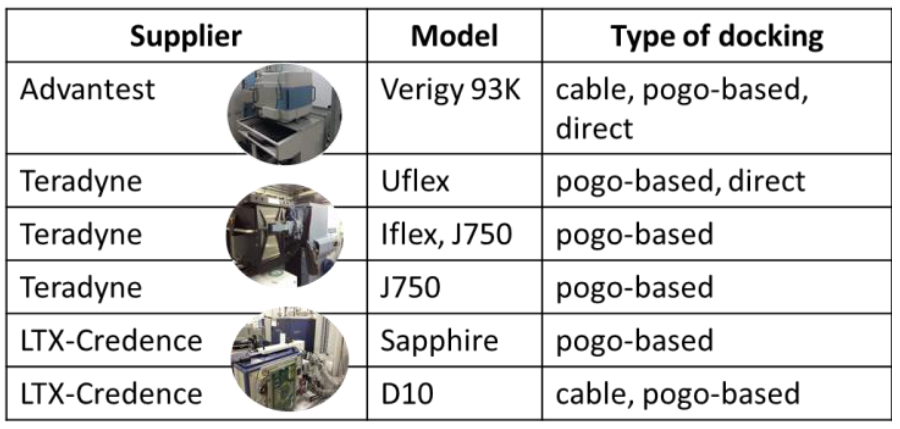 Supplier Model Type of docking
Advantest Verigy 93K cable, pogo-based,
direct
Teradyne Uflex pogo-based, direct
Teradyne Iflex, J750 pogo-based
Teradyne J750 pogo-based
LTX-Credence Sapphire pogo-based
LTX-Credence D10 cable, pogo-based